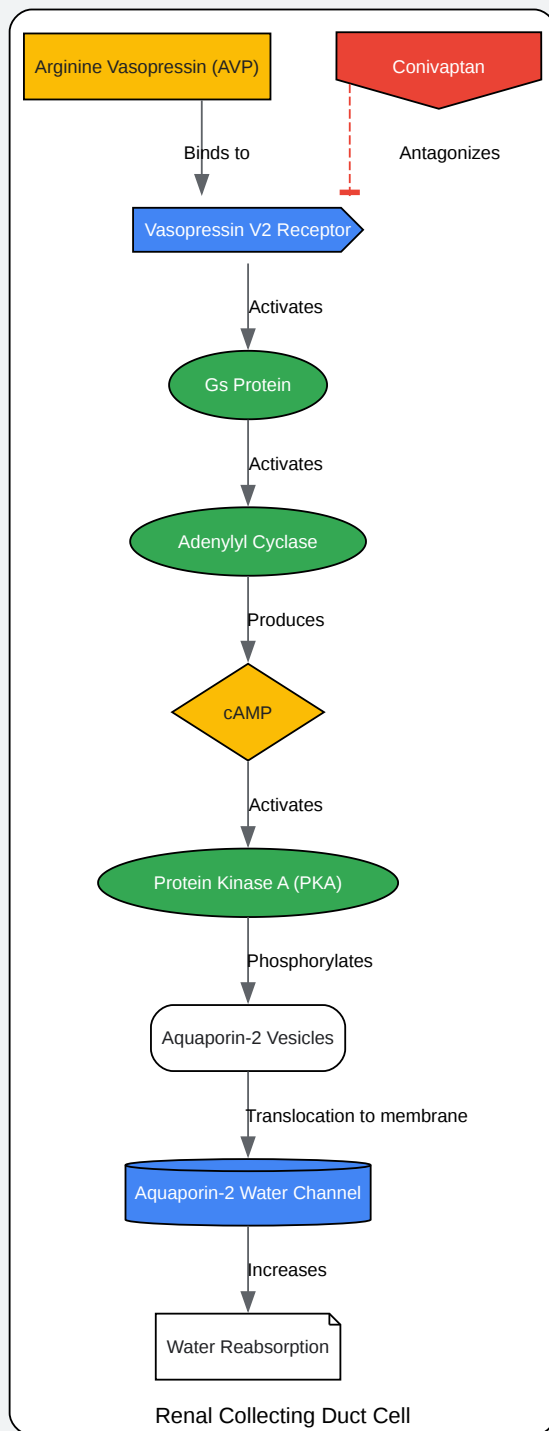 Arginine Vasopressin (AVP)
Conivaptan
Binds to
Antagonizes
Vasopressin V2 Receptor
Activates
Gs Protein
Activates
Adenylyl Cyclase
Produces
cAMP
Activates
Protein Kinase A (PKA)
Phosphorylates
Aquaporin-2 Vesicles
Translocation to membrane
Aquaporin-2 Water Channel
Increases
Water Reabsorption
Renal Collecting Duct Cell